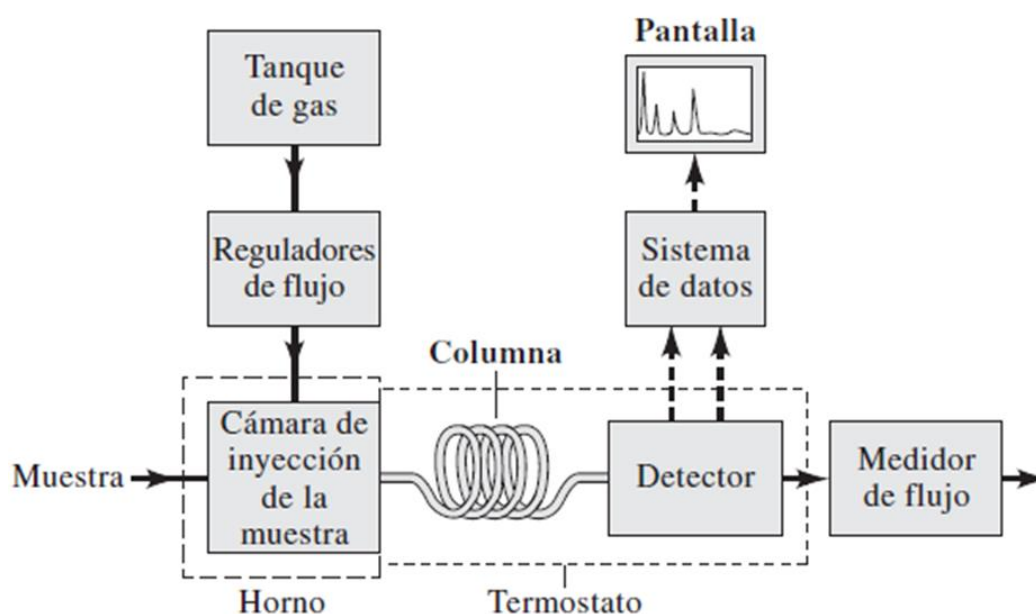 Tanque
de gas
Reguladores
de flujo
Pantalla
Sistema
de datos
Columna
Muestra
Cámara de
inyección
de la
muestra
Detector
Medidor
de flujo
Horno
Termostato